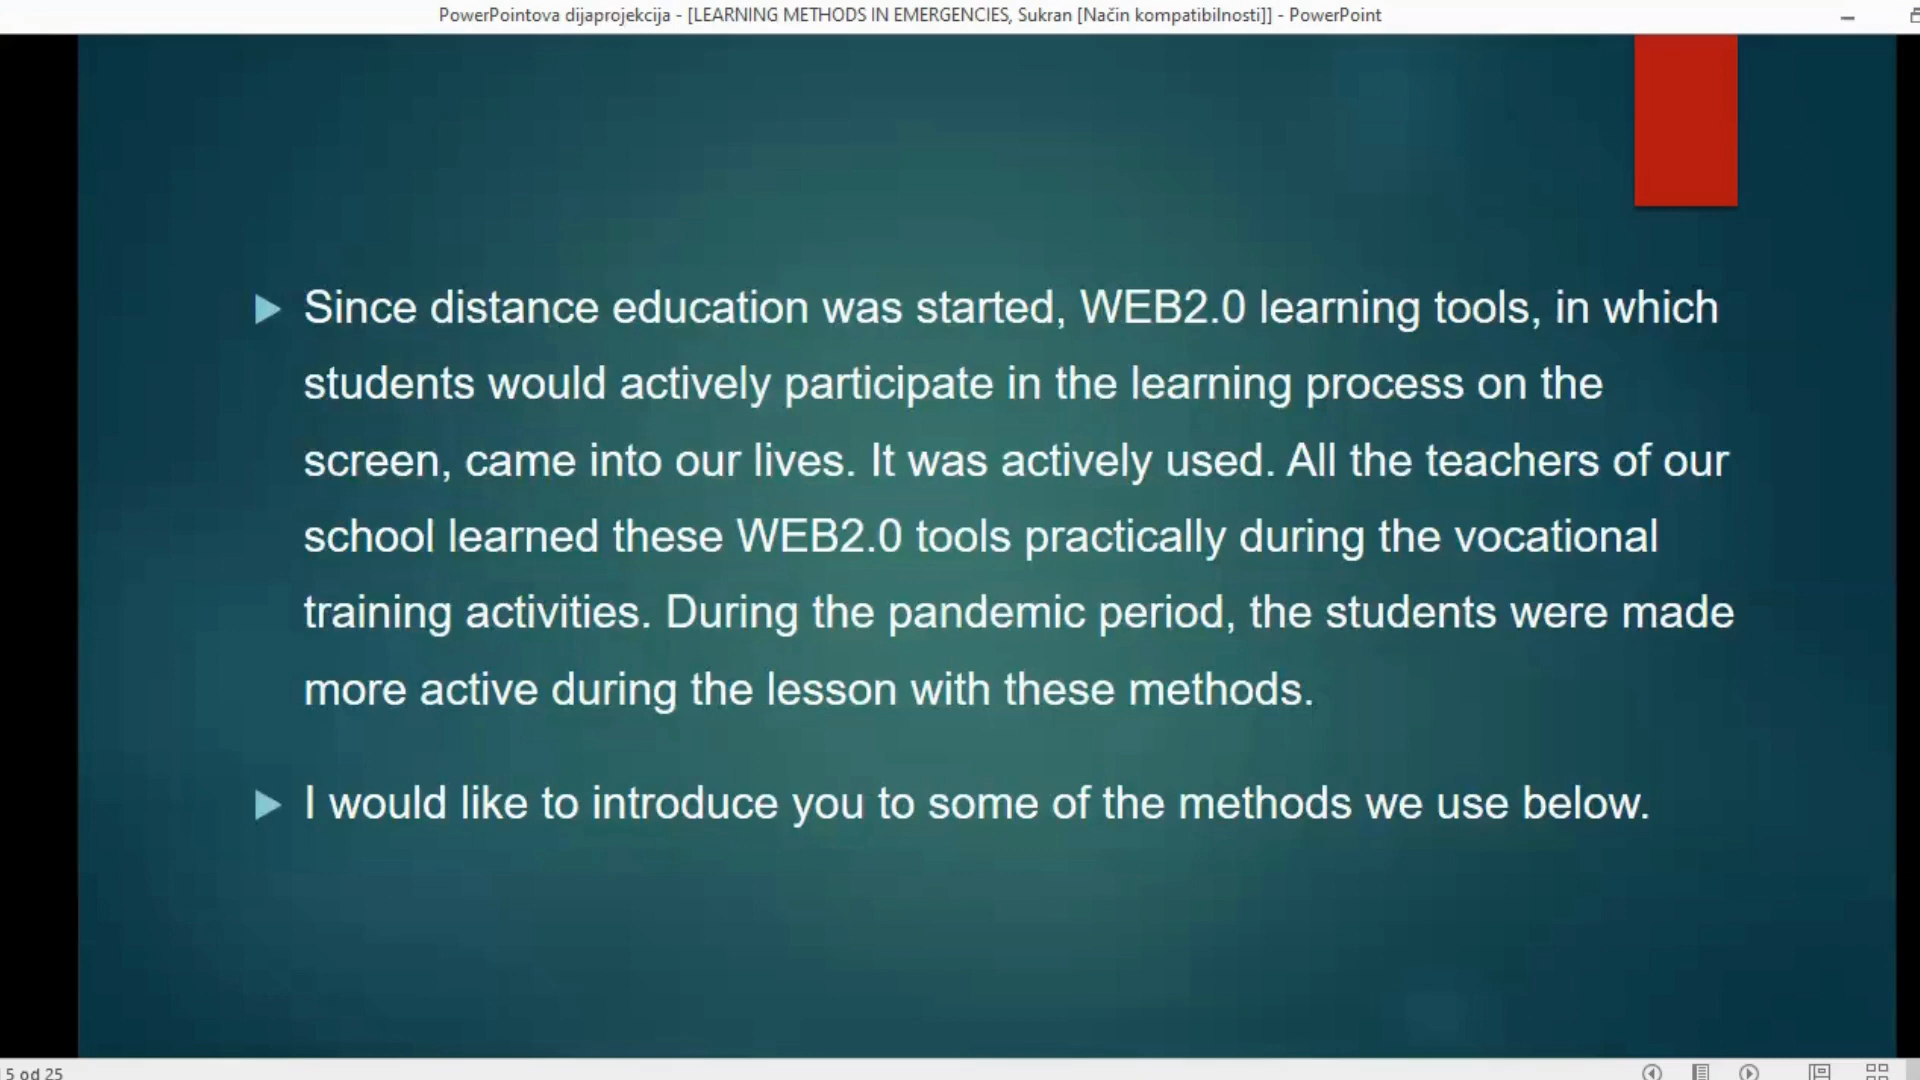 PowerPointova dijaprojekcija - [LEARNING METHODS IN EMERGENCIES, Sukran [Način kompatibilnosti]] - PowerPoint
Since distance education was started, WEB2.0 learning tools, in which
students would actively participate in the learning process on the
screen, came into our lives. It was actively used. All the teachers of our
school learned these WEB2.0 tools practically during the vocational
training activities. During the pandemic period, the students were made
more active during the lesson with these methods.
I would like to introduce you to some of the methods we use below.
5 od 25